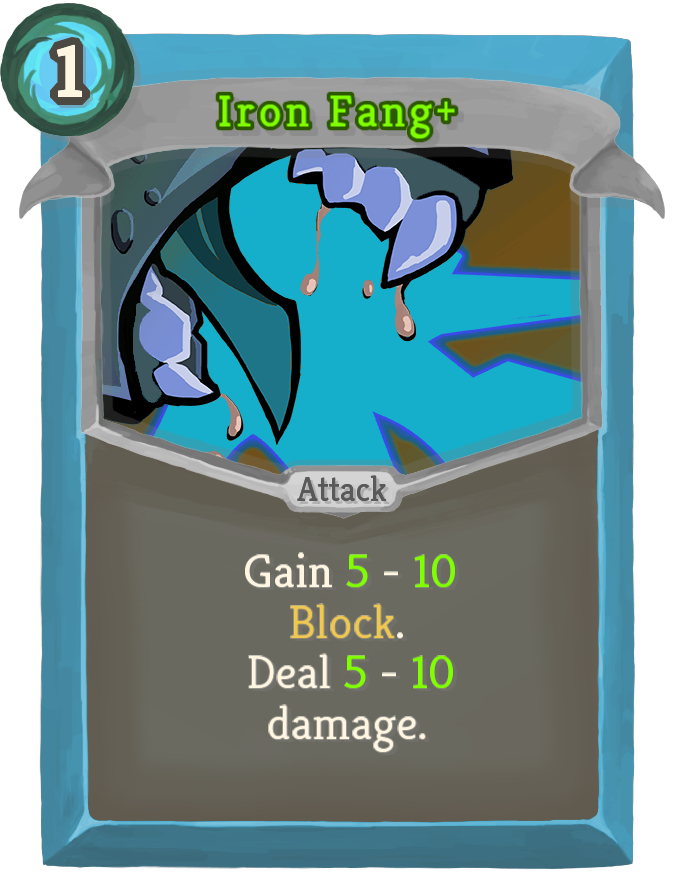 1
Iron Fang+
Attack
Gain 5 - 10
Block.
Deal 5 - 10
damage.